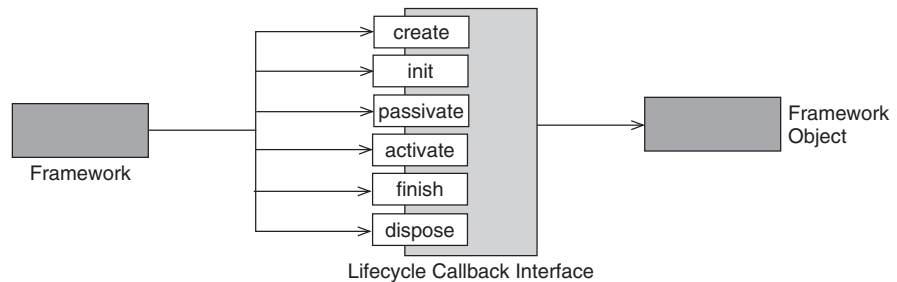 create
init
passivate
activate
finish
dispose
Framework
Framework
Object
Lifecycle Callback Interface